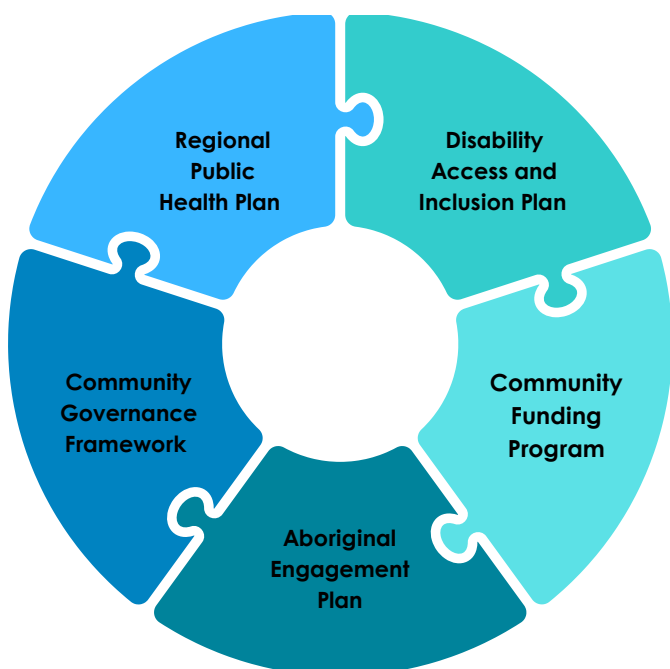 Regional
Public
Health Plan
Disability
Access and
Inclusion Plan
Community
Governance
Framework
Community
Funding
Program
Aboriginal
Engagement
Plan